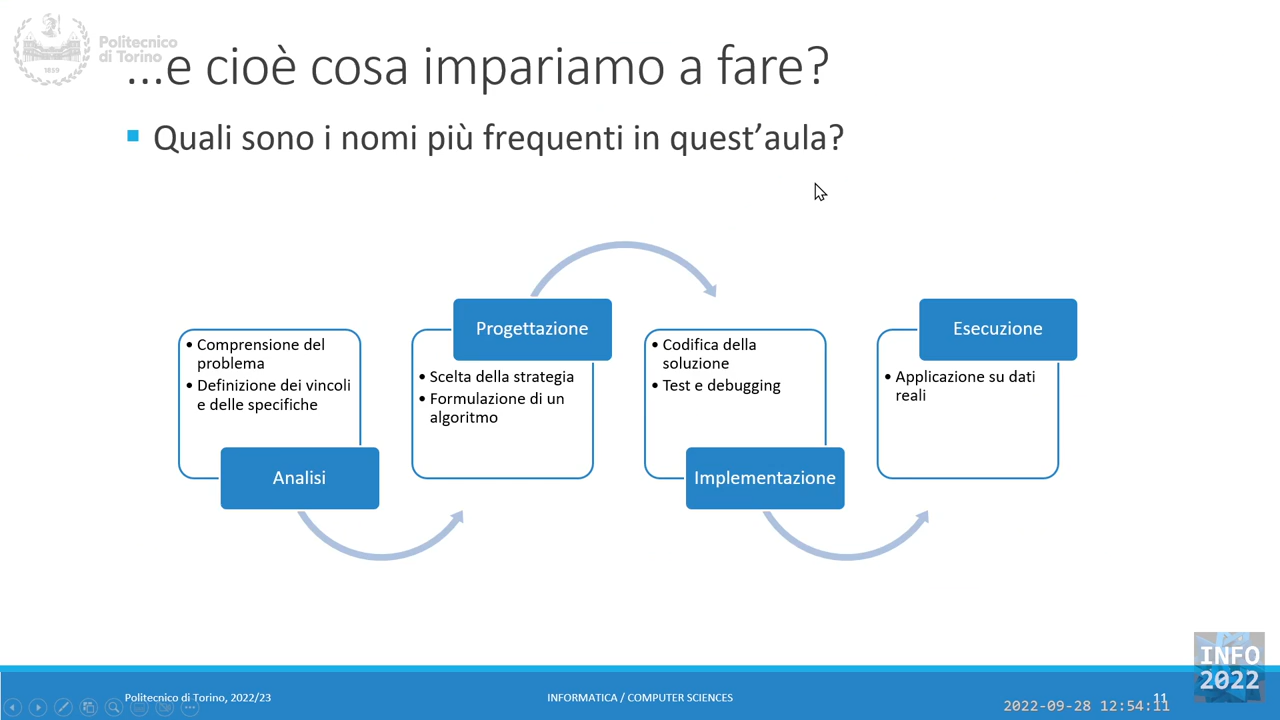 Politecnico
di Torino
1859
...e cioè cosa impariamo a fare?
▪ Quali sono i nomi più frequenti in quest’aula?
• Comprensione del
problema
• Definizione dei vincoli
e delle specifiche
Analisi
Progettazione
• Scelta della strategia
• Formulazione di un
algoritmo
• Codifica della
soluzione
• Test e debugging
Implementazione
Esecuzione
• Applicazione su dati
reali
Politecnico di Torino, 2022/23
INFORMATICA / COMPUTER SCIENCES
11
INFO
2022
2022-09-28 12:54:11